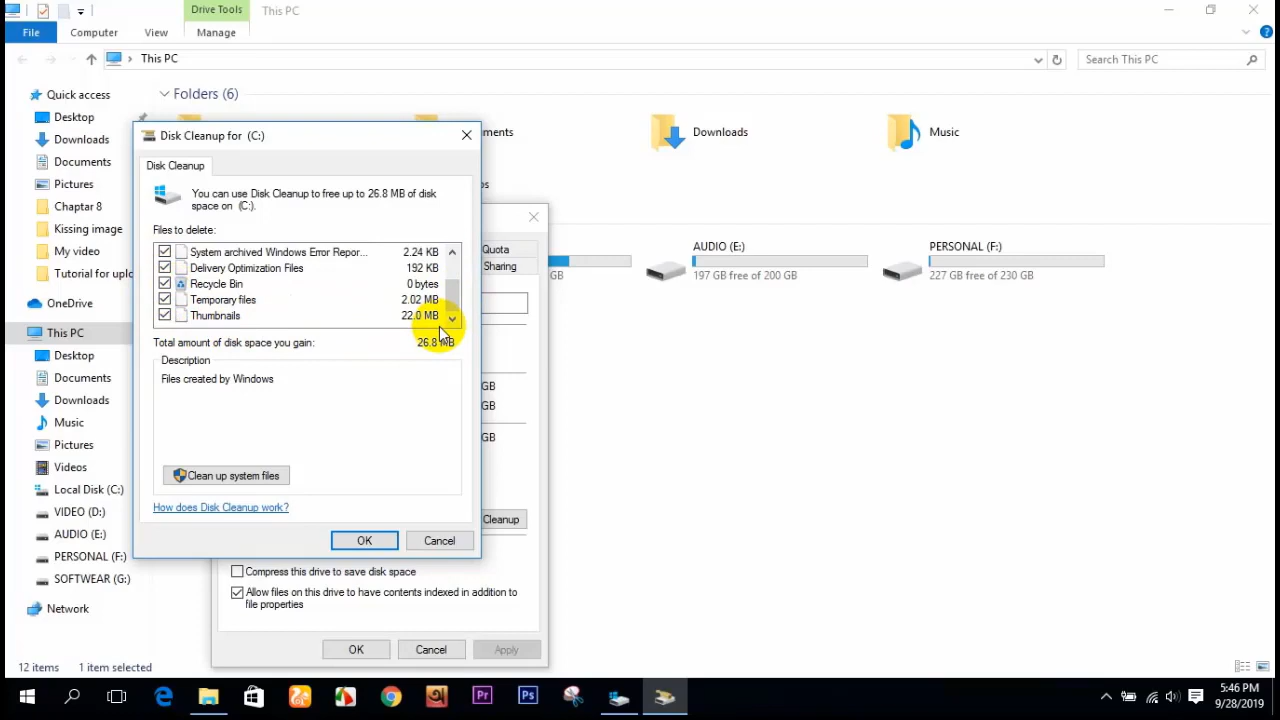 Drive Tools
This PC
File
Computer
View
Manage
This PC
Search This PC
Quick access
Desktop
Downloads
Documents
Pictures
Chaptar 8
Kissing image
My video
Tutorial for uplo
OneDrive
This PC
Desktop
Documents
Downloads
Music
Pictures
Videos
Local Disk (C:)
VIDEO (D:)
AUDIO (E:)
PERSONAL (F:)
SOFTWEAR (G:)
Network
Folders (6)
Downloads
Music
AUDIO (E:)
197 GB free of 200 GB
PERSONAL (F:)
227 GB free of 230 GB
Disk Cleanup for (C:)
Disk Cleanup
You can use Disk Cleanup to free up to 26.8 MB of disk
space on (C:).
Files to delete:
System archived Windows Error Repor... 2.24 KB
Delivery Optimization Files 192 KB
Recycle Bin 0 bytes
Temporary files 2.02 MB
Thumbnails 22.0 MB
Total amount of disk space you gain: 26.8 MB
Description
Files created by Windows
Clean up system files
How does Disk Cleanup work?
OK Cancel
Quota
Sharing
GB
GB
GB
Cleanup
Compress this drive to save disk space
Allow files on this drive to have contents indexed in addition to
file properties
OK Cancel Apply
12 items 1 item selected
Pr
Ps
5:46 PM
9/28/2019